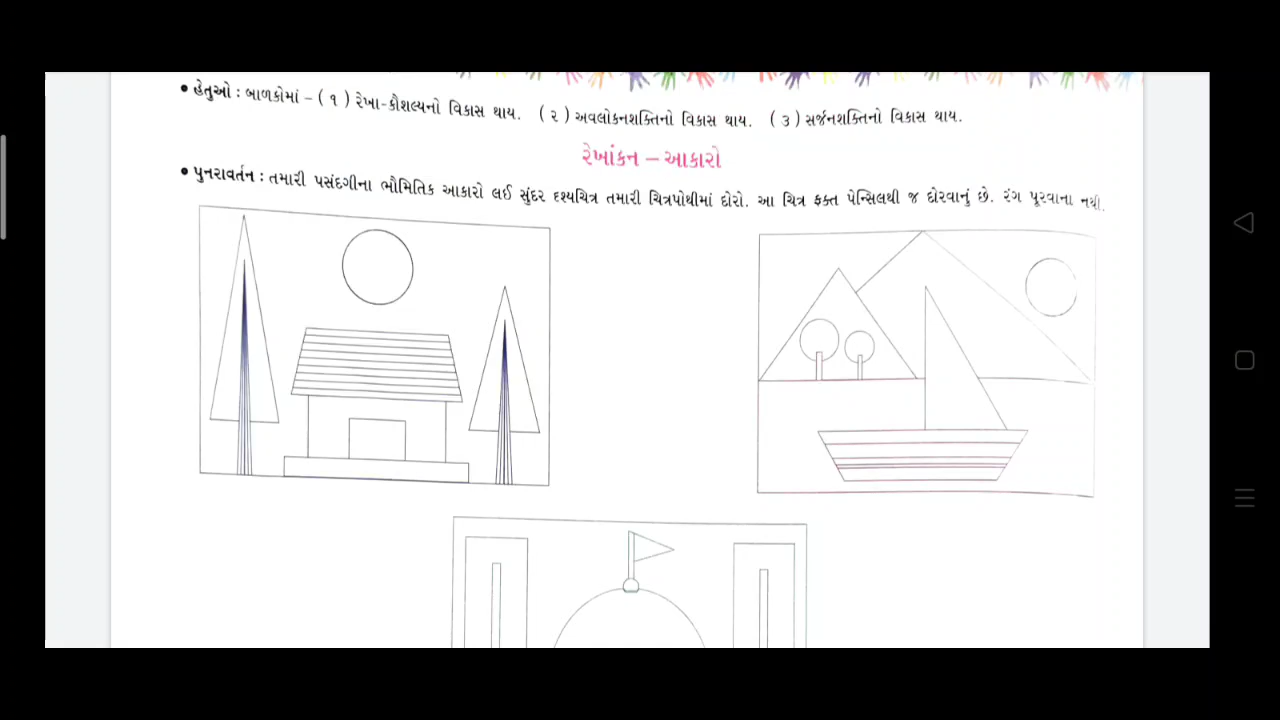 • હેતુઓ : બાળકોમાં – ( ૧ ) રેખા-કૌશલ્યનો વિકાસ થાય. ( ૨ ) અવલોકનશક્તિનો વિકાસ થાય. ( ૩ ) સર્જનશક્તિનો વિકાસ થાય.
રેખાંકન – આકારો
• પુનરાવર્તન : તમારી પસંદગીના ભૌમિતિક આકારો લઈ સુંદર દૃશ્યચિત્ર તમારી ચિત્રપોથીમાં દોરો. આ ચિત્ર ફક્ત પેન્સિલથી જ દોરવાનું છે. રંગ પૂરવાના નથી.